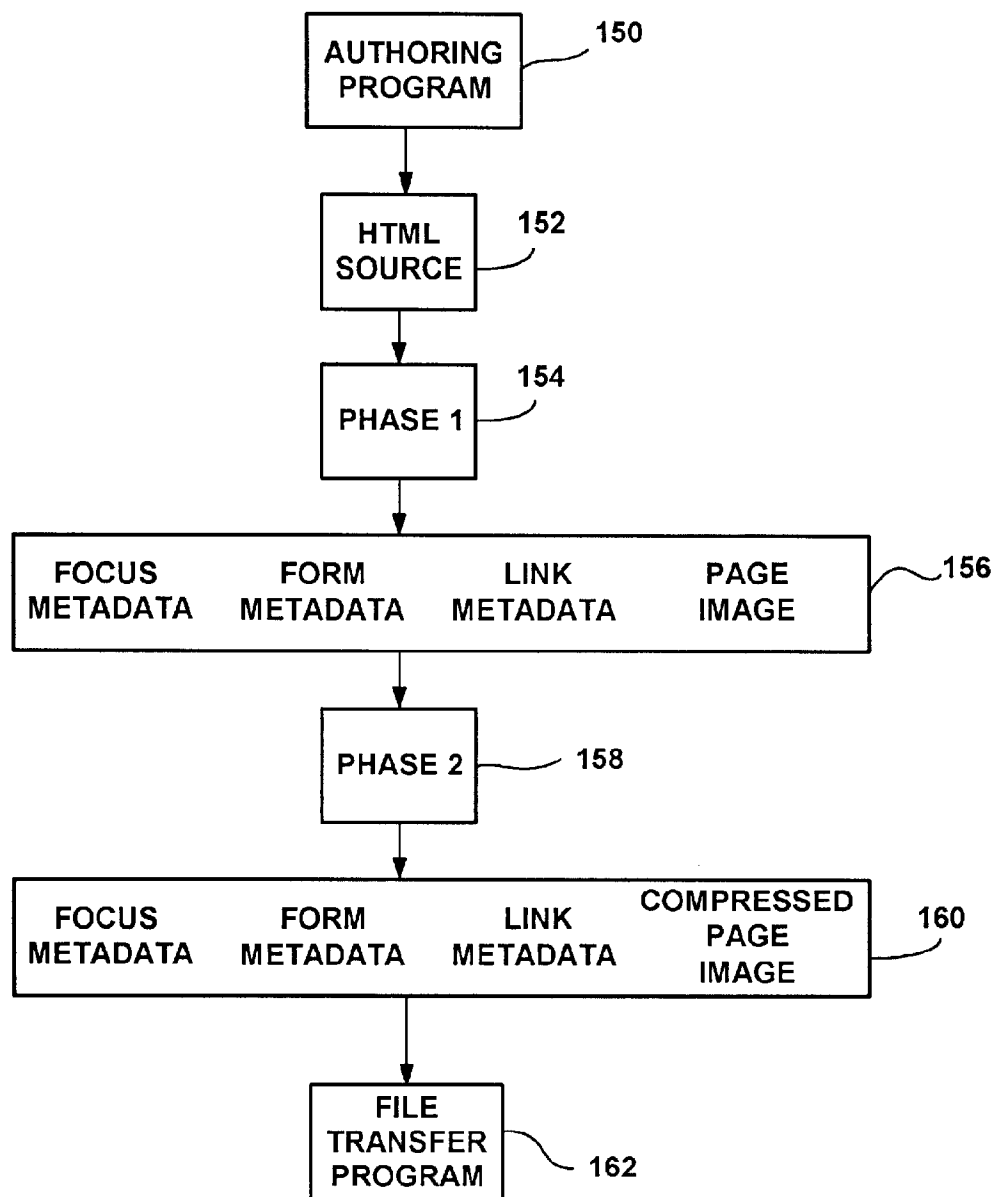 AUTHORING
PROGRAM
150
HTML
SOURCE
152
PHASE 1
154
FOCUS
METADATA
FORM
METADATA
LINK
METADATA
PAGE
IMAGE
156
PHASE 2
158
FOCUS
METADATA
FORM
METADATA
LINK
METADATA
COMPRESSED
PAGE
IMAGE
160
FILE
TRANSFER
PROGRAM
162